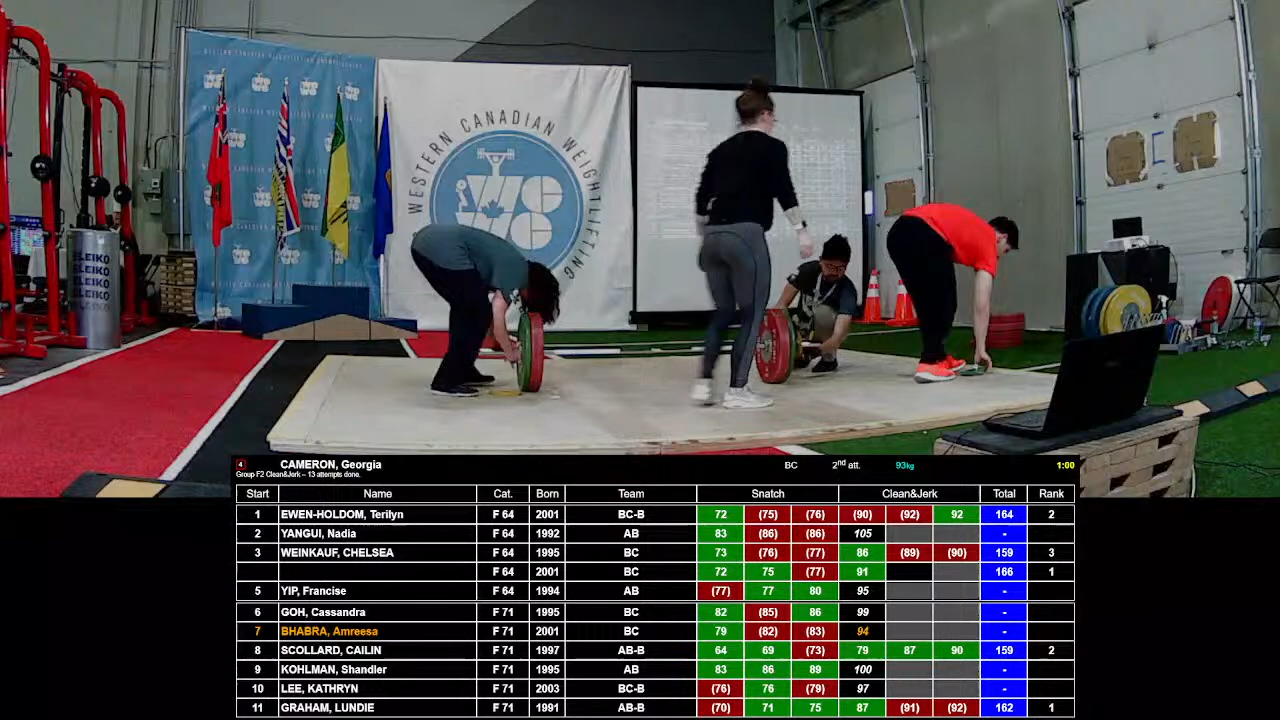 WESTERN CANADIAN WEIGHTLIFTING
WC
WC
ELEIKO
ELEIKO
ELEIKO
4 CAMERON, Georgia BC 2nd att. 93kg 1:00
Group F2 Clean&Jerk – 13 attempts done.
Start Name Cat. Born Team Snatch Clean&Jerk Total Rank
1 EWEN-HOLDOM, Terilyn F 64 2001 BC-B 72 (75) (76) (90) (92) 92 164 2
2 YANGUI, Nadia F 64 1992 AB 83 (86) (86) 105 -
3 WEINKAUF, CHELSEA F 64 1995 BC 73 (76) (77) 86 (89) (90) 159 3
F 64 2001 BC 72 75 (77) 91 166 1
5 YIP, Francise F 64 1994 AB (77) 77 80 95 -
6 GOH, Cassandra F 71 1995 BC 82 (85) 86 99 -
7 BHABRA, Amreesa F 71 2001 BC 79 (82) (83) 94 -
8 SCOLLARD, CAILIN F 71 1997 AB-B 64 69 (73) 79 87 90 159 2
9 KOHLMAN, Shandler F 71 1995 AB 83 86 89 100 -
10 LEE, KATHRYN F 71 2003 BC-B (76) 76 (79) 97 -
11 GRAHAM, LUNDIE F 71 1991 AB-B (70) 71 75 87 (91) (92) 162 1